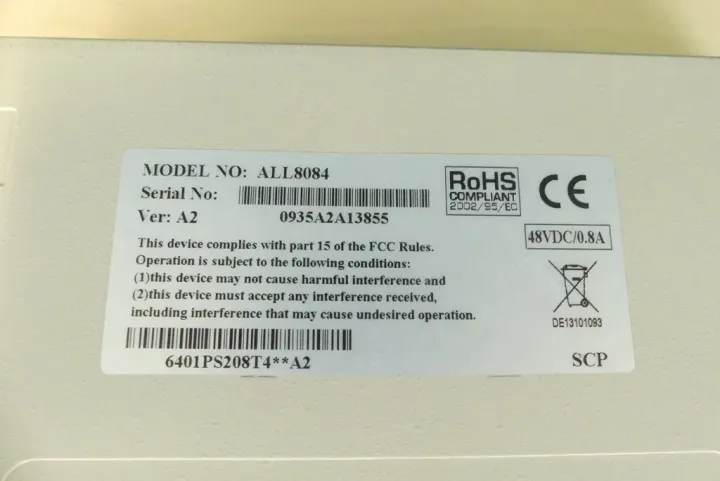 MODEL NO: ALL8084
Serial No:
Ver: A2 0935A2A13855
RoHS
COMPLIANT
2002/95/EC
CE
48VDC/0.8A
This device complies with part 15 of the FCC Rules.
Operation is subject to the following conditions:
(1)this device may not cause harmful interference and
(2)this device must accept any interference received,
including interference that may cause undesired operation.
DE13101093
6401PS208T4**A2
SCP